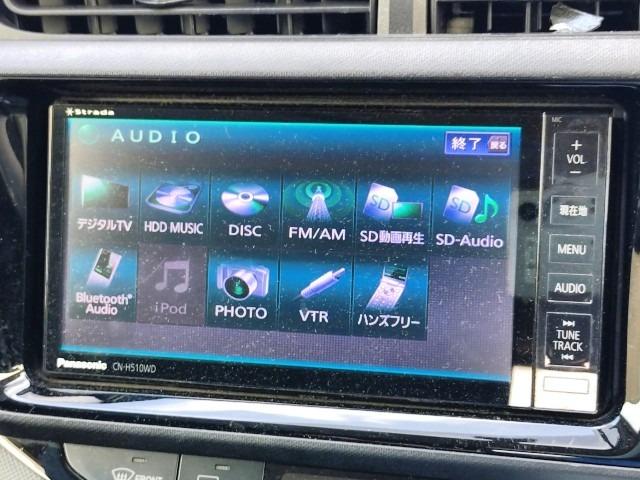 Strada
AUDIO
終了 戻る
デジタルTV
HDD MUSIC
DISC
FM/AM
SD動画再生
SD-Audio
Bluetooth® Audio
iPod
PHOTO
VTR
ハンズフリー
Panasonic CN-H510WD
MIC
+
VOL
−
現在地
MENU
AUDIO
TUNE
TRACK
FRONT